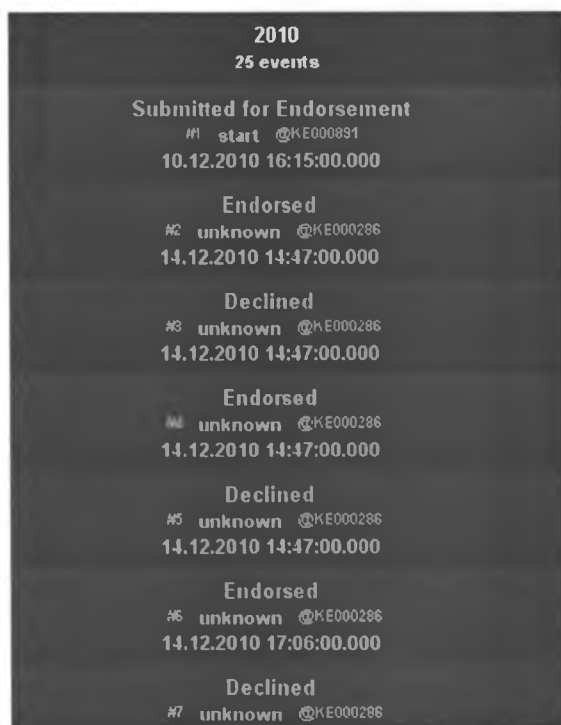 2010
25 events
Submitted for Endorsement
#1 start @KE000891
10.12.2010 16:15:00.000
Endorsed
#2 unknown @KE000286
14.12.2010 14:47:00.000
Declined
#3 unknown @KE000286
14.12.2010 14:47:00.000
Endorsed
#4 unknown @KE000286
14.12.2010 14:47:00.000
Declined
#5 unknown @KE000286
14.12.2010 14:47:00.000
Endorsed
#6 unknown @KE000286
14.12.2010 17:06:00.000
Declined
#7 unknown @KE000286